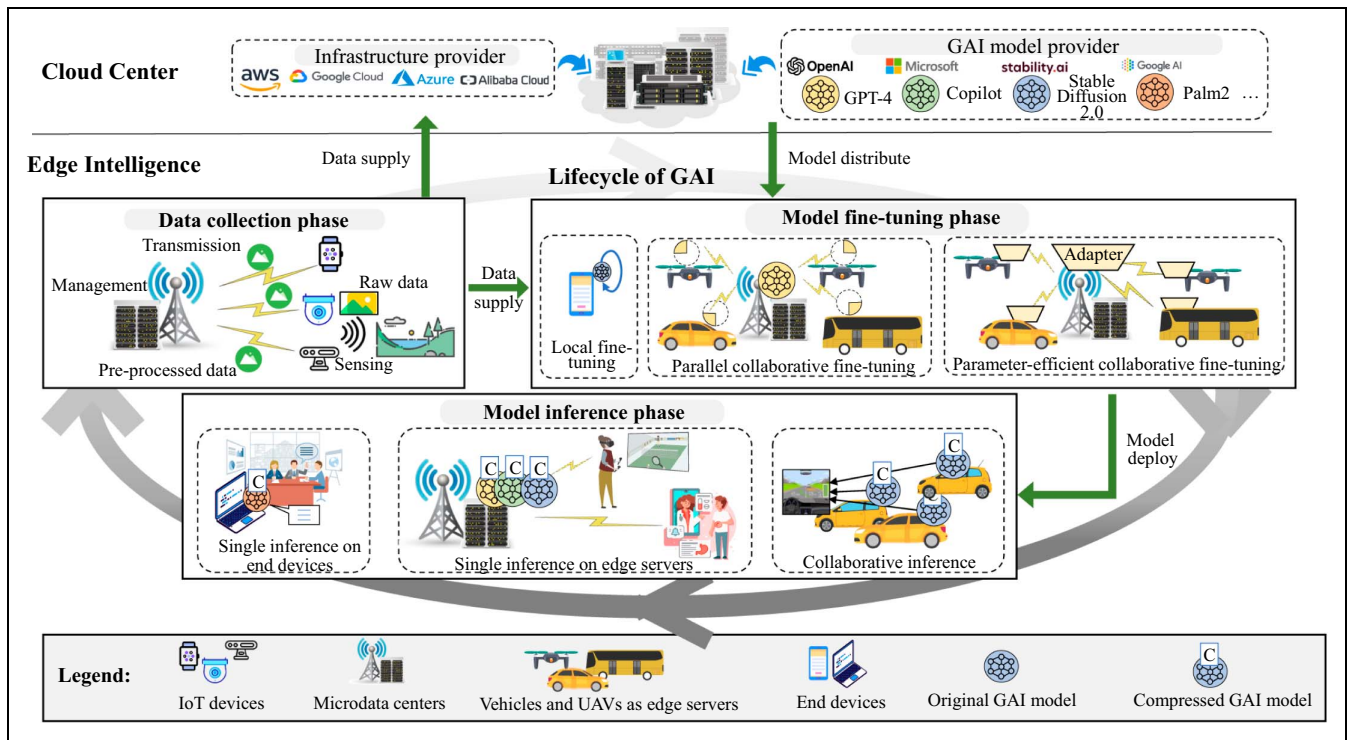 Cloud Center
Infrastructure provider
aws
Google Cloud
Azure
Alibaba Cloud
GAI model provider
OpenAI
Microsoft
stability.ai
Google AI
GPT-4
Copilot
Stable
Diffusion
2.0
Palm2
...
Edge Intelligence
Data supply
Model distribute
Lifecycle of GAI
Data collection phase
Transmission
Management
Raw data
Sensing
Pre-processed data
Data
supply
Model fine-tuning phase
Local fine-
tuning
Parallel collaborative fine-tuning
Adapter
Parameter-efficient collaborative fine-tuning
Model inference phase
C
Single inference on
end devices
C
C
C
Single inference on edge servers
C
C
C
Collaborative inference
Model
deploy
Legend:
IoT devices
Microdata centers
Vehicles and UAVs as edge servers
End devices
Original GAI model
C
Compressed GAI model